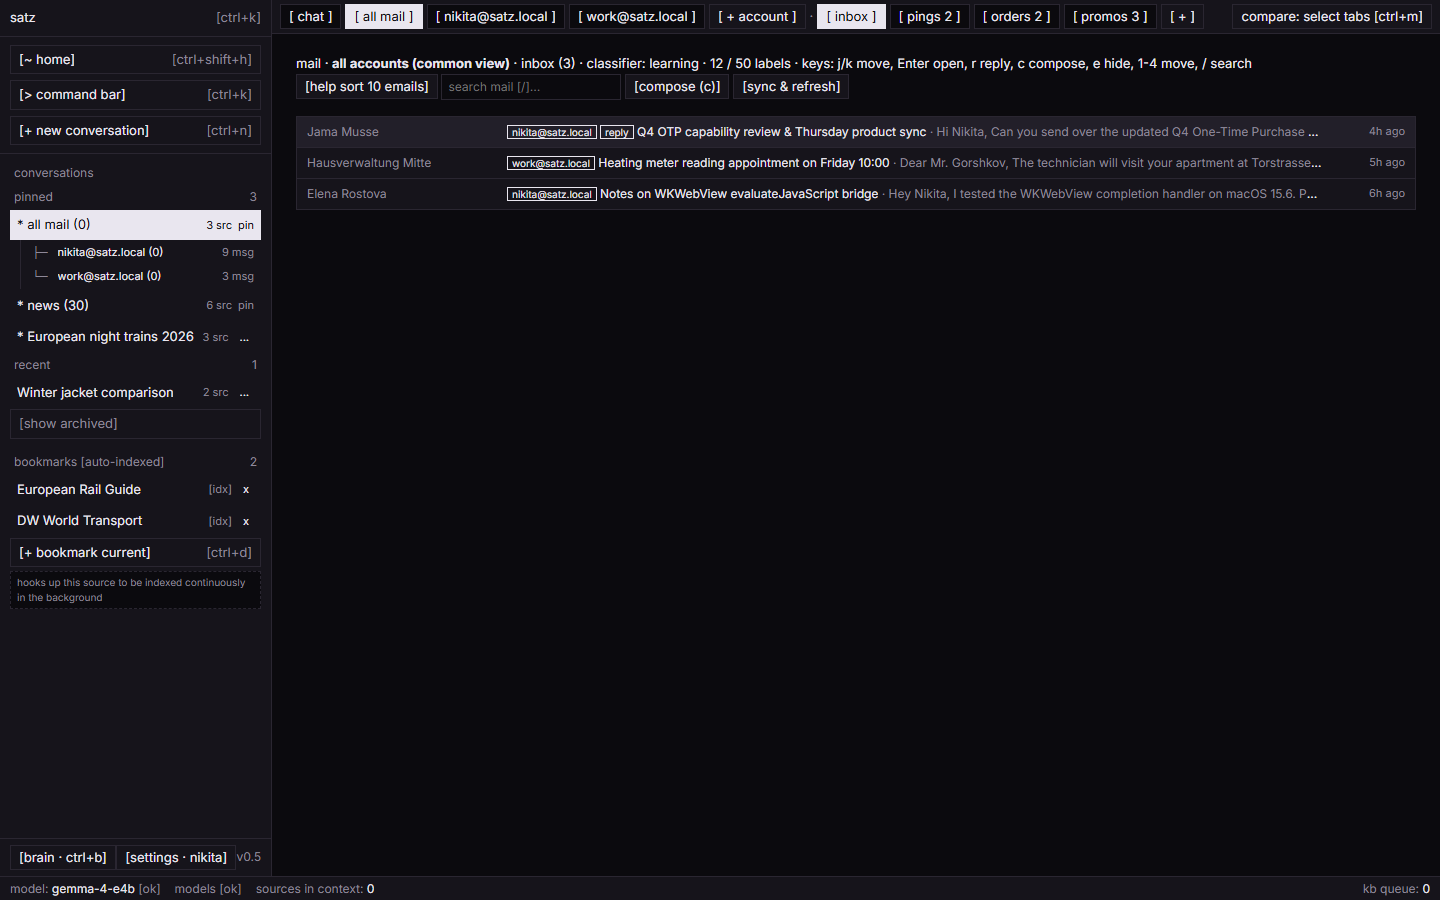 satz [ctrl+k]
[~ home] [ctrl+shift+h]
[> command bar] [ctrl+k]
[+ new conversation] [ctrl+n]
conversations
pinned 3
* all mail (0) 3 src pin
├─ nikita@satz.local (0) 9 msg
└─ work@satz.local (0) 3 msg
* news (30) 6 src pin
* European night trains 2026 3 src ...
recent 1
Winter jacket comparison 2 src ...
[show archived]
bookmarks [auto-indexed] 2
European Rail Guide [idx] x
DW World Transport [idx] x
[+ bookmark current] [ctrl+d]
hooks up this source to be indexed continuously
in the background
[brain · ctrl+b] [settings · nikita] v0.5
[ chat ] [ all mail ] [ nikita@satz.local ] [ work@satz.local ] [ + account ] · [ inbox ] [ pings 2 ] [ orders 2 ] [ promos 3 ] [ + ] compare: select tabs [ctrl+m]
mail · all accounts (common view) · inbox (3) · classifier: learning · 12 / 50 labels · keys: j/k move, Enter open, r reply, c compose, e hide, 1-4 move, / search
[help sort 10 emails] search mail [/]... [compose (c)] [sync & refresh]
Jama Musse nikita@satz.local reply Q4 OTP capability review & Thursday product sync · Hi Nikita, Can you send over the updated Q4 One-Time Purchase ... 4h ago
Hausverwaltung Mitte work@satz.local Heating meter reading appointment on Friday 10:00 · Dear Mr. Gorshkov, The technician will visit your apartment at Torstrasse... 5h ago
Elena Rostova nikita@satz.local Notes on WKWebView evaluateJavaScript bridge · Hey Nikita, I tested the WKWebView completion handler on macOS 15.6. P... 6h ago
model: gemma-4-e4b [ok] models [ok] sources in context: 0 kb queue: 0